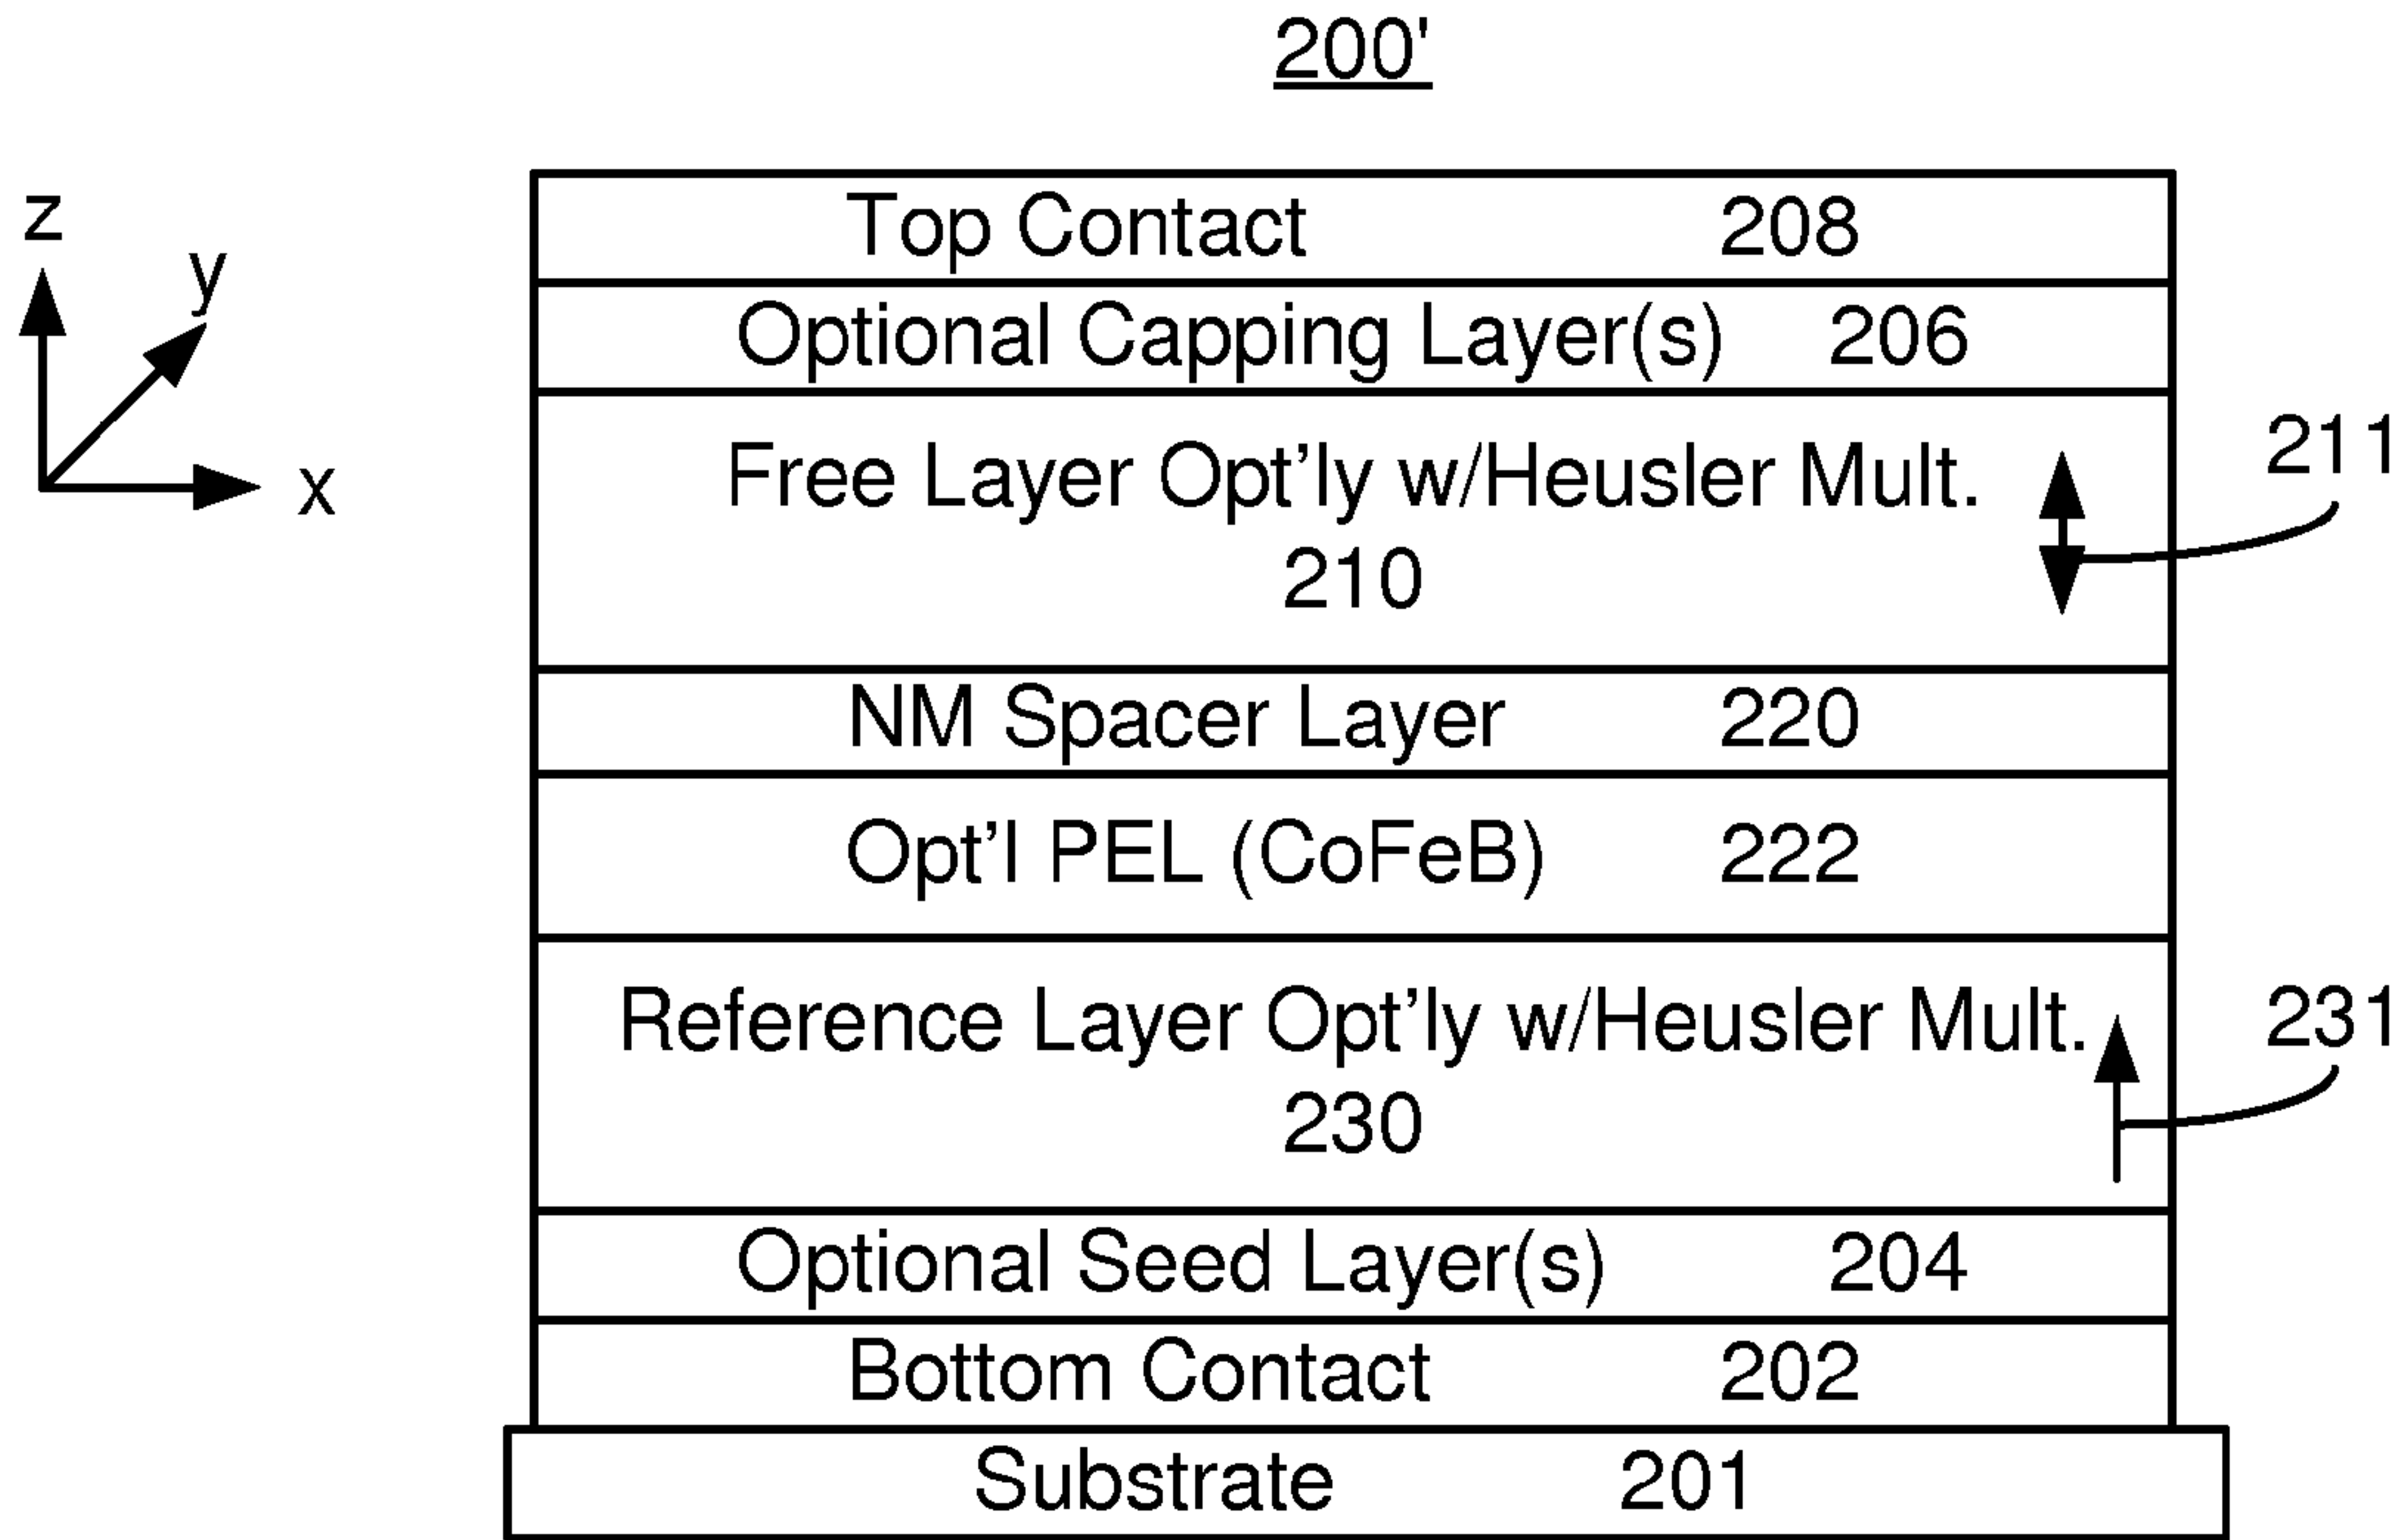 200'
z
y
x
Top Contact 208
Optional Capping Layer(s) 206
Free Layer Opt’ly w/Heusler Mult.
210
211
NM Spacer Layer 220
Opt’l PEL (CoFeB) 222
Reference Layer Opt’ly w/Heusler Mult.
230
231
Optional Seed Layer(s) 204
Bottom Contact 202
Substrate 201